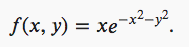 f(x, y) = xe^{-x^2-y^2}.